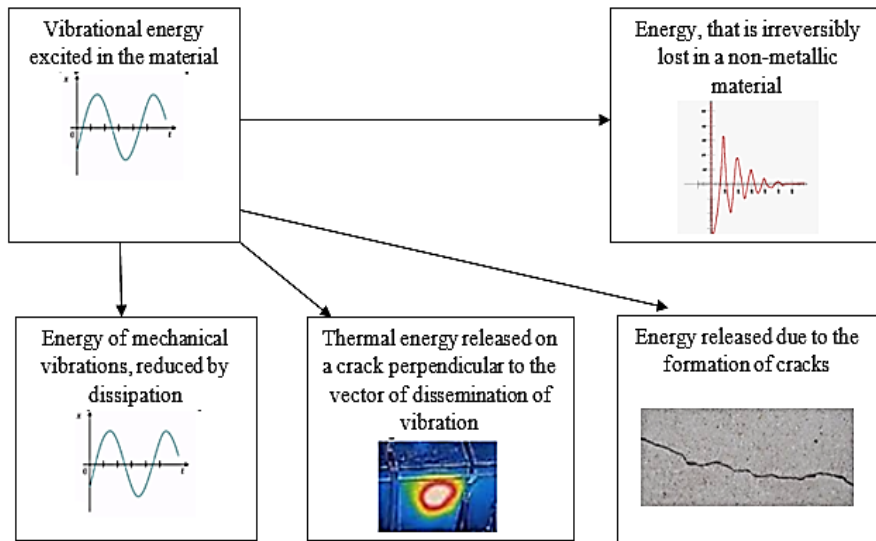 Vibrational energy
excited in the material
x
0
t
Energy, that is irreversibly
lost in a non-metallic
material
Energy of mechanical
vibrations, reduced by
dissipation
x
0
t
Thermal energy released on
a crack perpendicular to the
vector of dissemination of
vibration
Energy released due to the
formation of cracks